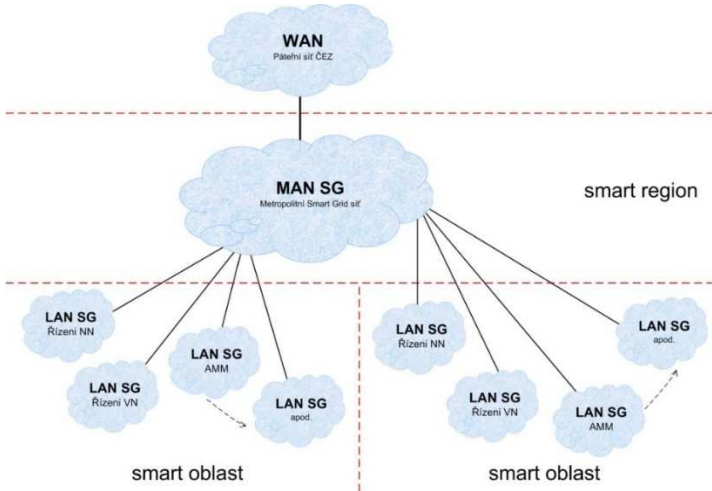 WAN
Páteřní síť ČEZ
MAN SG
Metropolitní Smart Grid síť
smart region
LAN SG
Řízení NN
LAN SG
Řízení VN
LAN SG
AMM
LAN SG
apod.
smart oblast
LAN SG
Řízení NN
LAN SG
Řízení VN
LAN SG
AMM
LAN SG
apod.
smart oblast